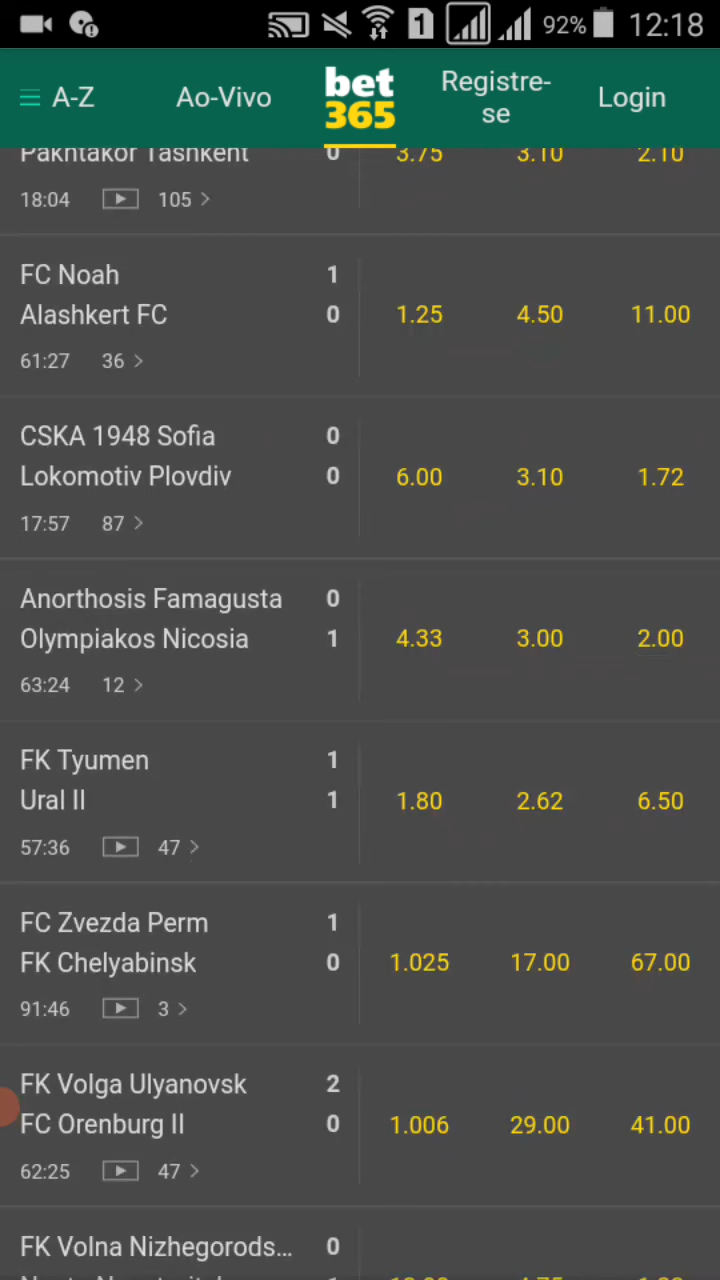 1 92% 12:18
A-Z Ao-Vivo bet365 Registre-se Login
Pakhtakor Tashkent 0 3.75 3.10 2.10
18:04 105 >
FC Noah 1
Alashkert FC 0 1.25 4.50 11.00
61:27 36 >
CSKA 1948 Sofia 0
Lokomotiv Plovdiv 0 6.00 3.10 1.72
17:57 87 >
Anorthosis Famagusta 0
Olympiakos Nicosia 1 4.33 3.00 2.00
63:24 12 >
FK Tyumen 1
Ural II 1 1.80 2.62 6.50
57:36 47 >
FC Zvezda Perm 1
FK Chelyabinsk 0 1.025 17.00 67.00
91:46 3 >
FK Volga Ulyanovsk 2
FC Orenburg II 0 1.006 29.00 41.00
62:25 47 >
FK Volna Nizhegorods... 0